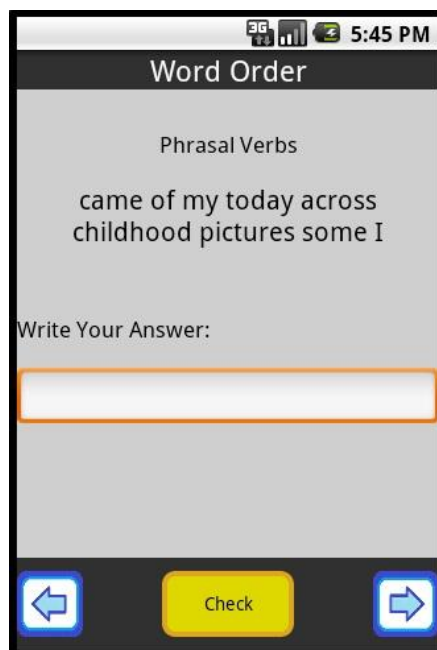 3G 5:45 PM
Word Order
Phrasal Verbs
came of my today across
childhood pictures some I
Write Your Answer:
Check